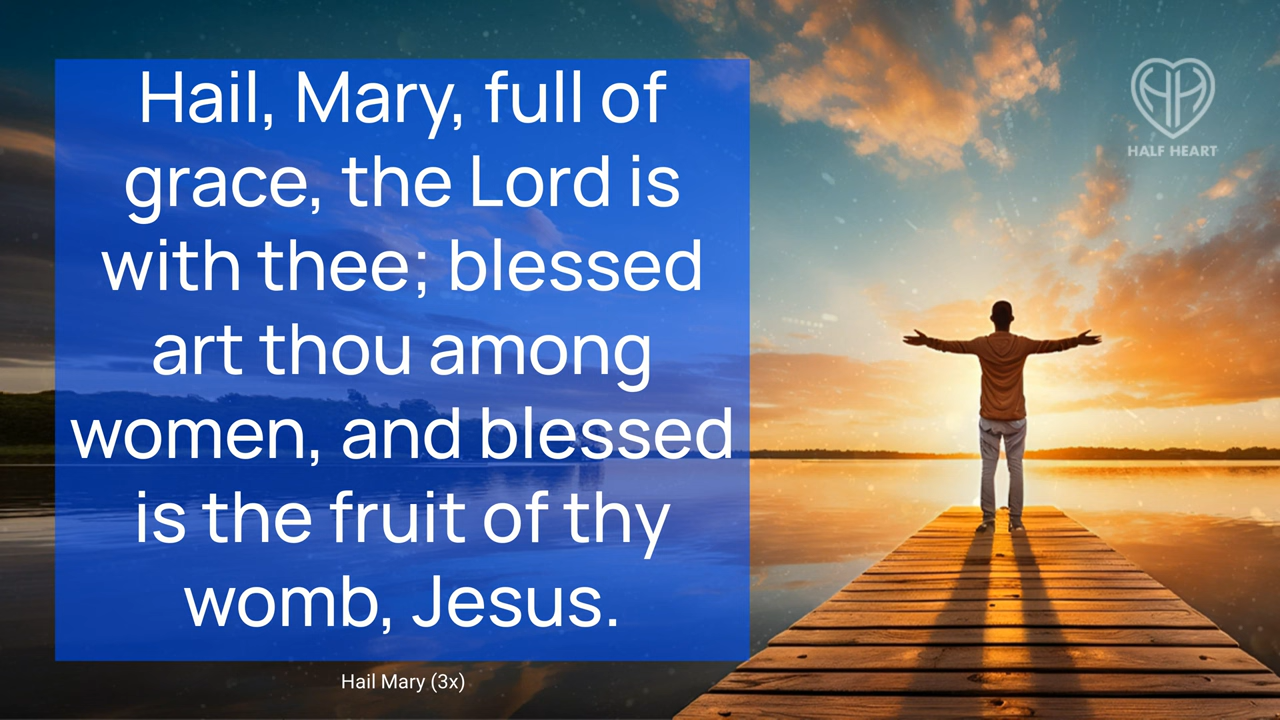 Hail, Mary, full of
grace, the Lord is
with thee; blessed
art thou among
women, and blessed
is the fruit of thy
womb, Jesus.
Hail Mary (3x)
HALF HEART